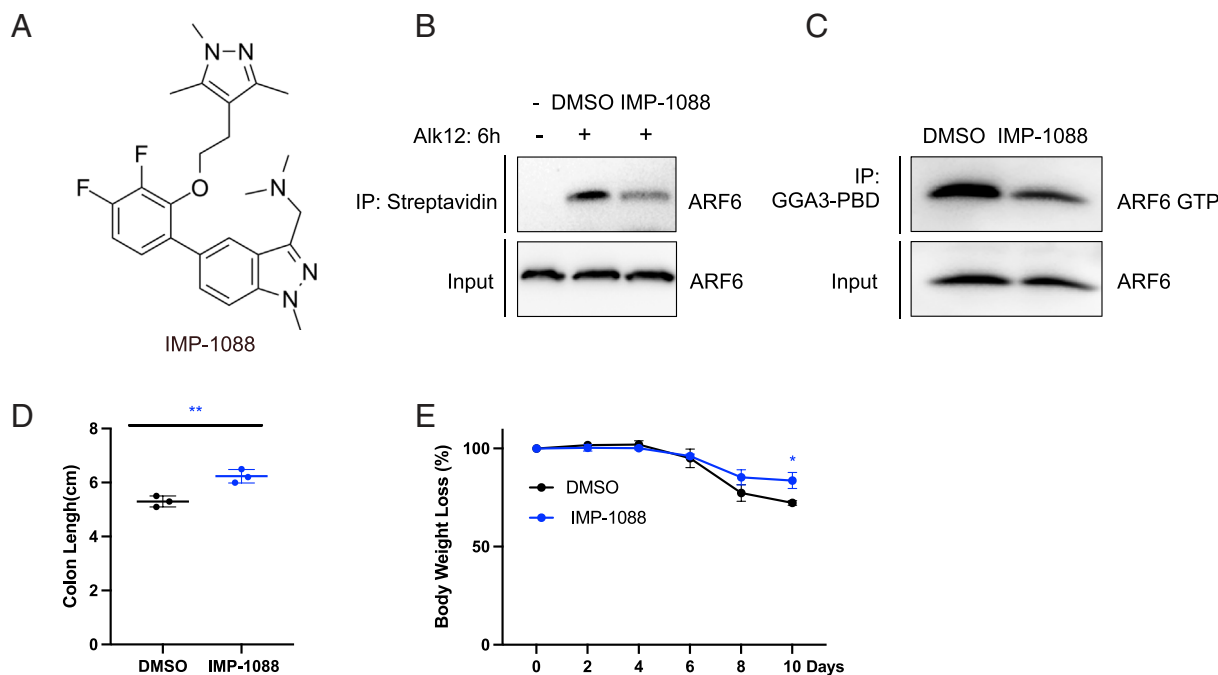 A
N
N
F
F
O
N
N
N
IMP-1088
B
- DMSO IMP-1088
Alk12: 6h - + +
IP: Streptavidin ARF6
Input ARF6
C
DMSO IMP-1088
IP:
GGA3-PBD
ARF6 GTP
Input ARF6
D
**
Colon Lenght(cm)
8
6
4
2
0
DMSO IMP-1088
E
Body Weight Loss (%)
100
50
0
*
DMSO
IMP-1088
0 2 4 6 8 10 Days